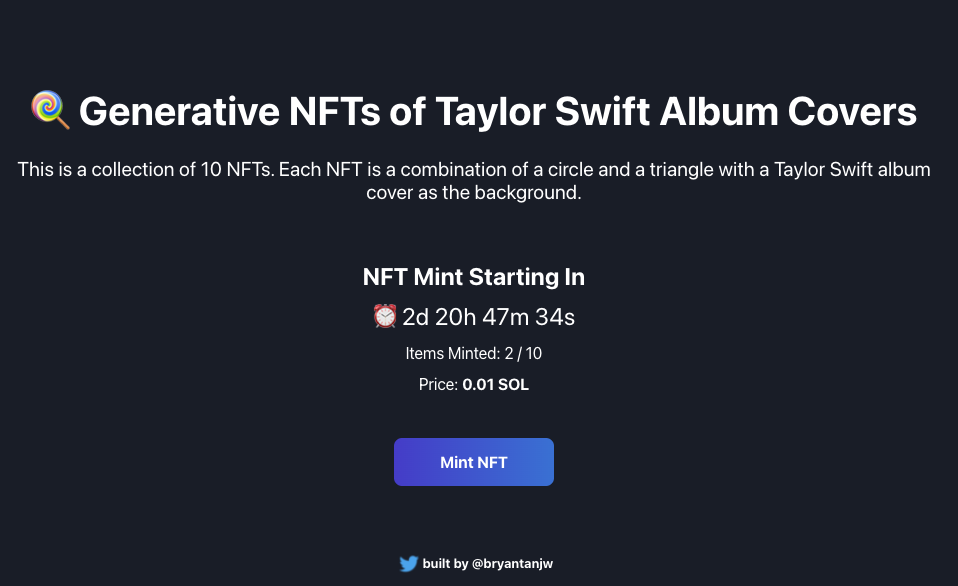 Generative NFTs of Taylor Swift Album Covers
This is a collection of 10 NFTs. Each NFT is a combination of a circle and a triangle with a Taylor Swift album
cover as the background.
NFT Mint Starting In
2d 20h 47m 34s
Items Minted: 2 / 10
Price: 0.01 SOL
Mint NFT
built by @bryantanjw